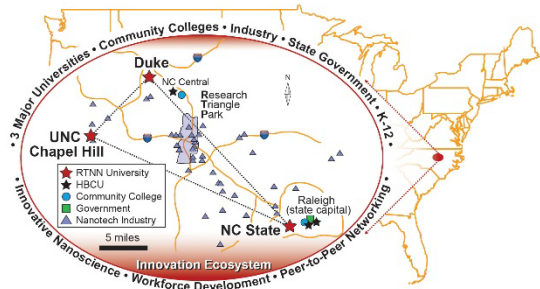 • 3 Major Universities • Community Colleges • Industry • State Government • K-12 •
Duke
NC Central
Research
Triangle
Park
N
UNC
Chapel Hill
RTNN University
HBCU
Community College
Government
Nanotech Industry
5 miles
Raleigh
(state capital)
NC State
Innovation Ecosystem
• Innovative Nanoscience • Workforce Development • Peer-to-Peer Networking •